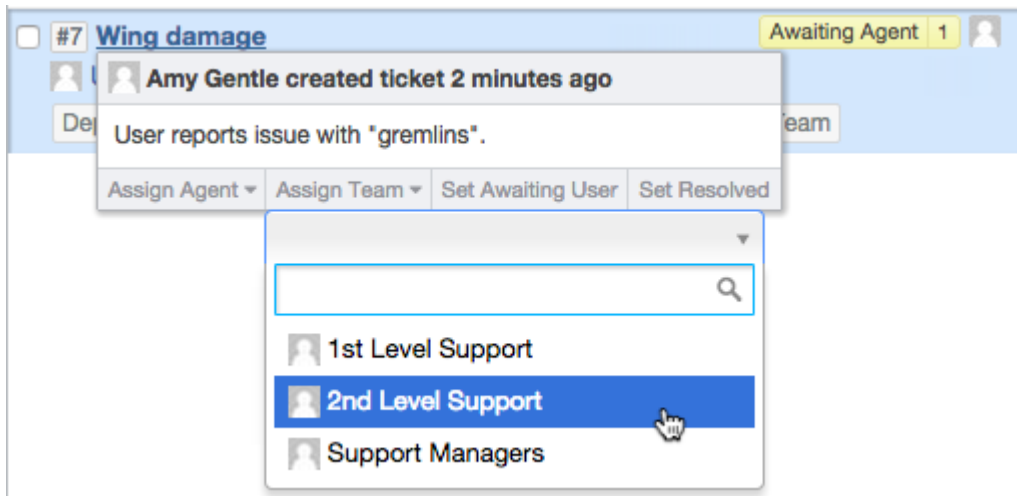 #7 Wing damage Awaiting Agent 1
Amy Gentle created ticket 2 minutes ago
User reports issue with "gremlins".
Assign Agent Assign Team Set Awaiting User Set Resolved
1st Level Support
2nd Level Support
Support Managers